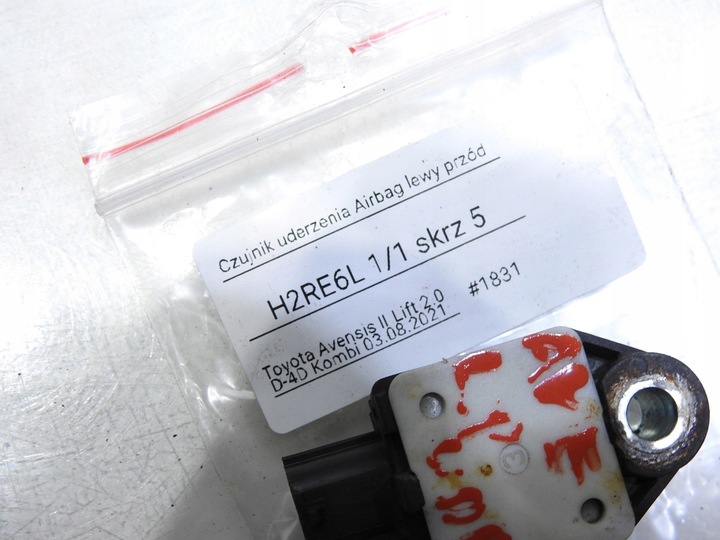 Czujnik uderzenia Airbag lewy przód
H2RE6L 1/1 skrz 5
Toyota Avensis II Lift 2.0
D-4D Kombi 03.08.2021
#1831
3